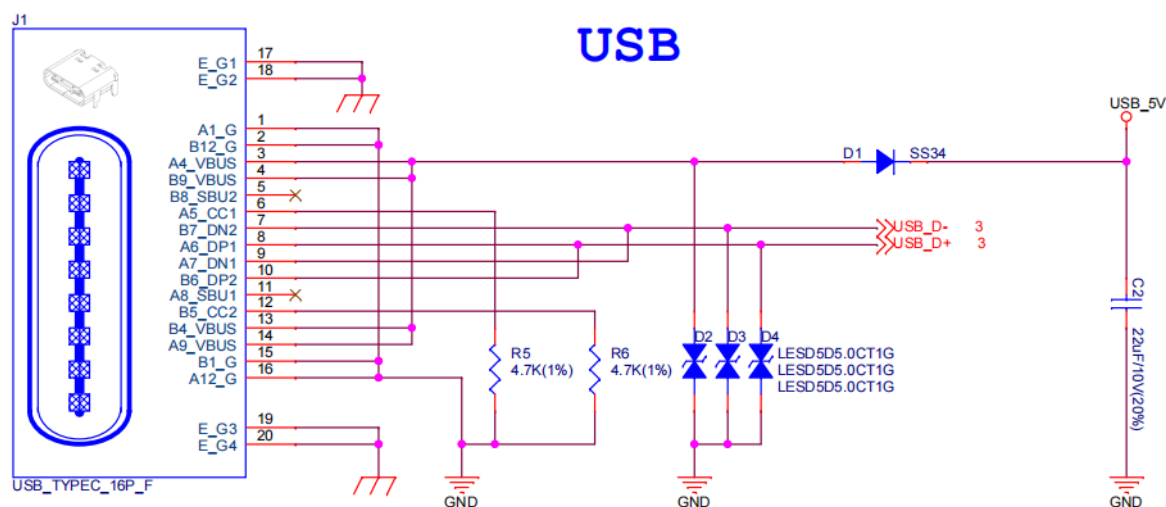 J1
USB
E_G1 17
E_G2 18
A1_G 1
B12_G 2
A4_VBUS 3
B9_VBUS 4
B8_SBU2 5
A5_CC1 6
B7_DN2 7
A6_DP1 8
A7_DN1 9
B6_DP2 10
A8_SBU1 11
B5_CC2 12
B4_VBUS 13
A9_VBUS 14
B1_G 15
A12_G 16
E_G3 19
E_G4 20
USB_TYPEC_16P_F
D1 SS34
USB_5V
USB_D- 3
USB_D+ 3
R5
4.7K(1%)
R6
4.7K(1%)
D2 D3 D4
LESD5D5.0CT1G
LESD5D5.0CT1G
LESD5D5.0CT1G
C2
22uF/10V(20%)
GND
GND
GND